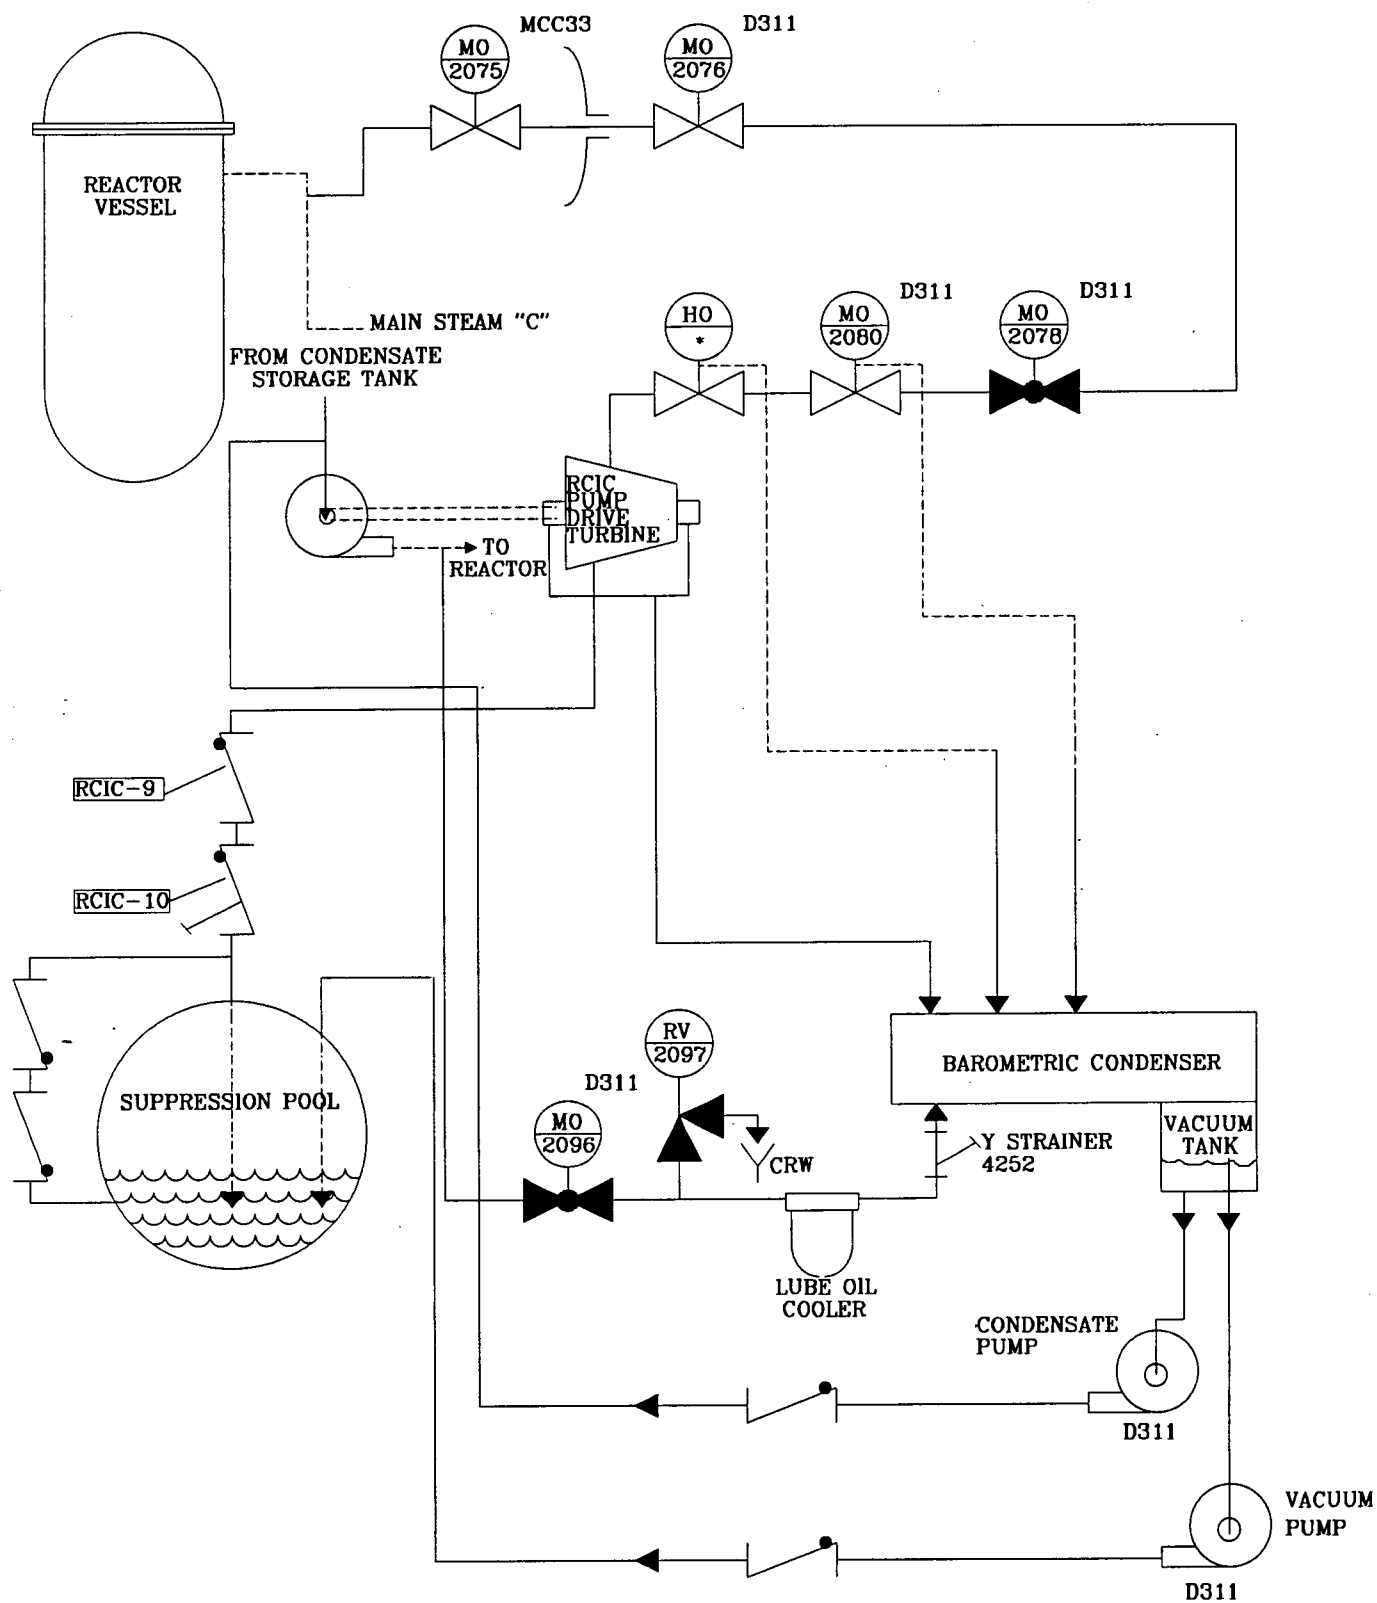 MCC33
D311
MO
2075
MO
2076
REACTOR
VESSEL
MAIN STEAM "C"
FROM CONDENSATE
STORAGE TANK
HO
*
D311
MO
2080
D311
MO
2078
RCIC
PUMP
DRIVE
TURBINE
TO
REACTOR
RCIC-9
RCIC-10
SUPPRESSION POOL
RV
2097
D311
MO
2096
CRW
Y STRAINER
4252
BAROMETRIC CONDENSER
VACUUM
TANK
LUBE OIL
COOLER
CONDENSATE
PUMP
D311
VACUUM
PUMP
D311